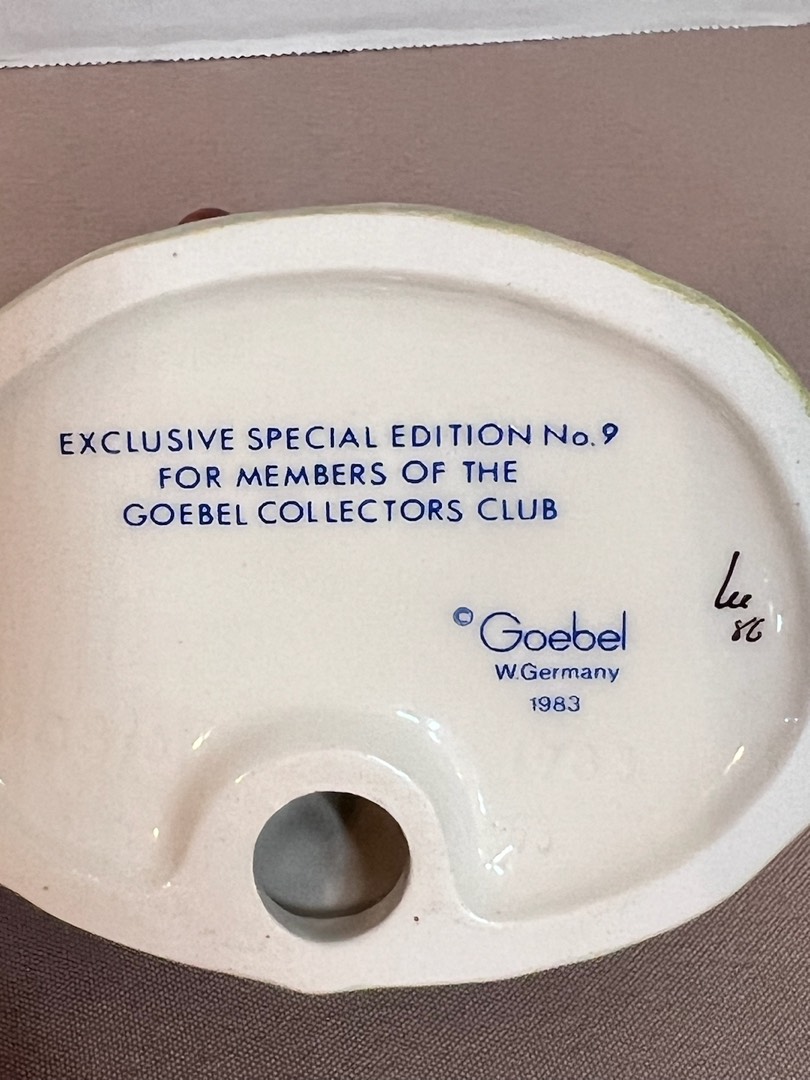 EXCLUSIVE SPECIAL EDITION No. 9
FOR MEMBERS OF THE
GOEBEL COLLECTORS CLUB
© Goebel
W.Germany
1983
86